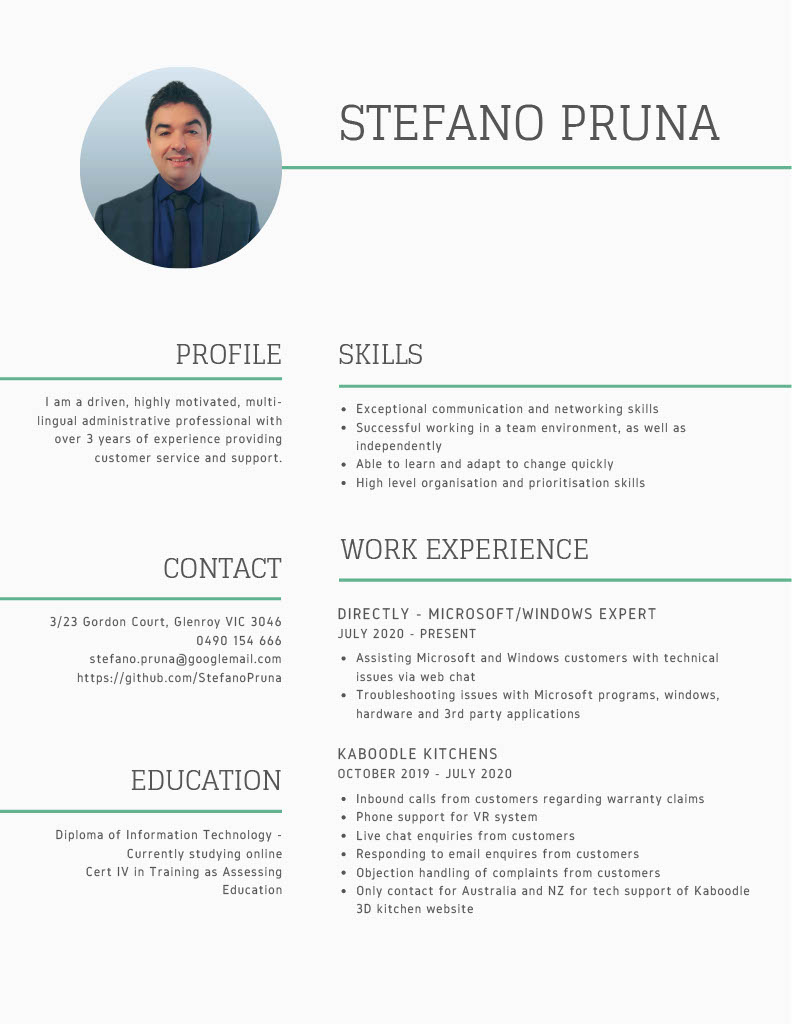 STEFANO PRUNA
PROFILE
I am a driven, highly motivated, multi-
lingual administrative professional with
over 3 years of experience providing
customer service and support.
CONTACT
3/23 Gordon Court, Glenroy VIC 3046
0490 154 666
stefano.pruna@googlemail.com
https://github.com/StefanoPruna
EDUCATION
Diploma of Information Technology -
Currently studying online
Cert IV in Training as Assessing
Education
SKILLS
• Exceptional communication and networking skills
• Successful working in a team environment, as well as
independently
• Able to learn and adapt to change quickly
• High level organisation and prioritisation skills
WORK EXPERIENCE
DIRECTLY - MICROSOFT/WINDOWS EXPERT
JULY 2020 - PRESENT
• Assisting Microsoft and Windows customers with technical
issues via web chat
• Troubleshooting issues with Microsoft programs, windows,
hardware and 3rd party applications
KABOODLE KITCHENS
OCTOBER 2019 - JULY 2020
• Inbound calls from customers regarding warranty claims
• Phone support for VR system
• Live chat enquiries from customers
• Responding to email enquires from customers
• Objection handling of complaints from customers
• Only contact for Australia and NZ for tech support of Kaboodle
3D kitchen website